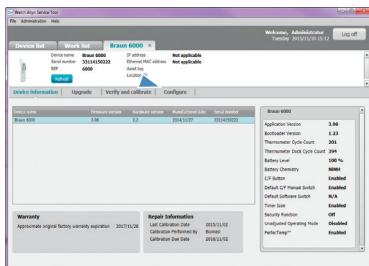 Welch Allyn Service Tool
File Administration Help
Welcome, Administrator
Tuesday 2015/11/10 15:12
Log off
Device list Work list Braun 6000 ×
Device name Braun 6000 IP address Not applicable
Serial number 33114150222 Ethernet MAC address Not applicable
REF 6000 Asset tag
Location ID
Refresh
Device Information Upgrade Verify and calibrate Configure
Device name Firmware version Hardware version Manufactured date Serial number
Braun 6000 3.06 2.2 2014/11/27 33114150222
Braun 6000
Application Version 3.06
Bootloader Version 1.23
Thermometer Cycle Count 201
Thermometer Dock Cycle Count 394
Battery Level 100 %
Battery Chemistry NiMH
C/F Button Enabled
Default C/F Manual Switch Enabled
Default Software Switch N/A
Timer Icon Enabled
Security Function Off
Unadjusted Operating Mode Disabled
PerfecTemp™ Enabled
Warranty
Approximate original factory warranty expiration 2017/11/26
Repair Information
Last Calibration Date 2015/11/02
Calibration Performed By Biomed
Calibration Due Date 2016/11/02